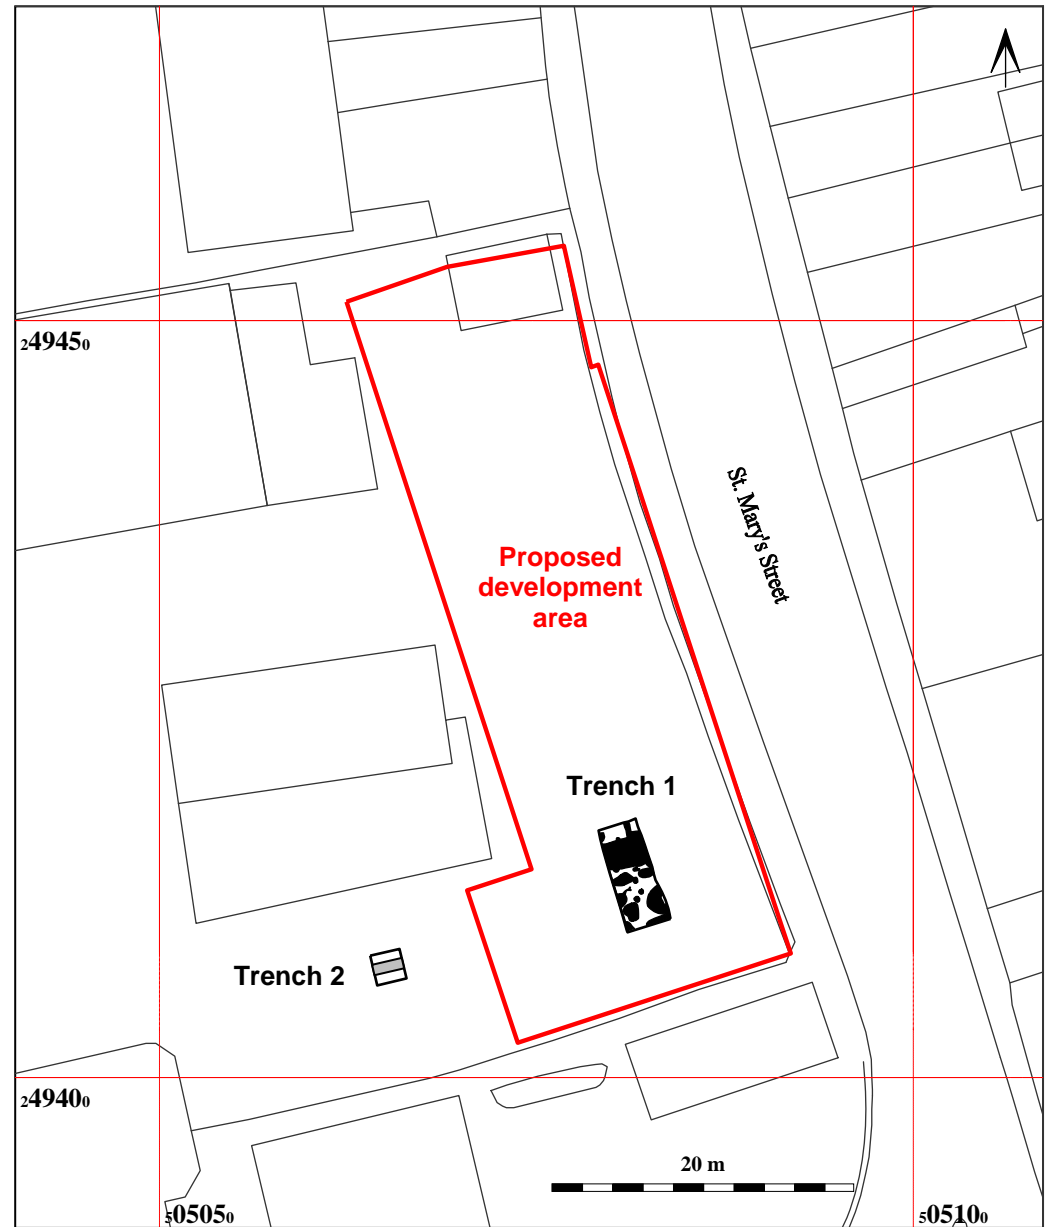 249450
St. Mary's Street
Proposed
development
area
Trench 1
Trench 2
249400
20 m
505050
505100